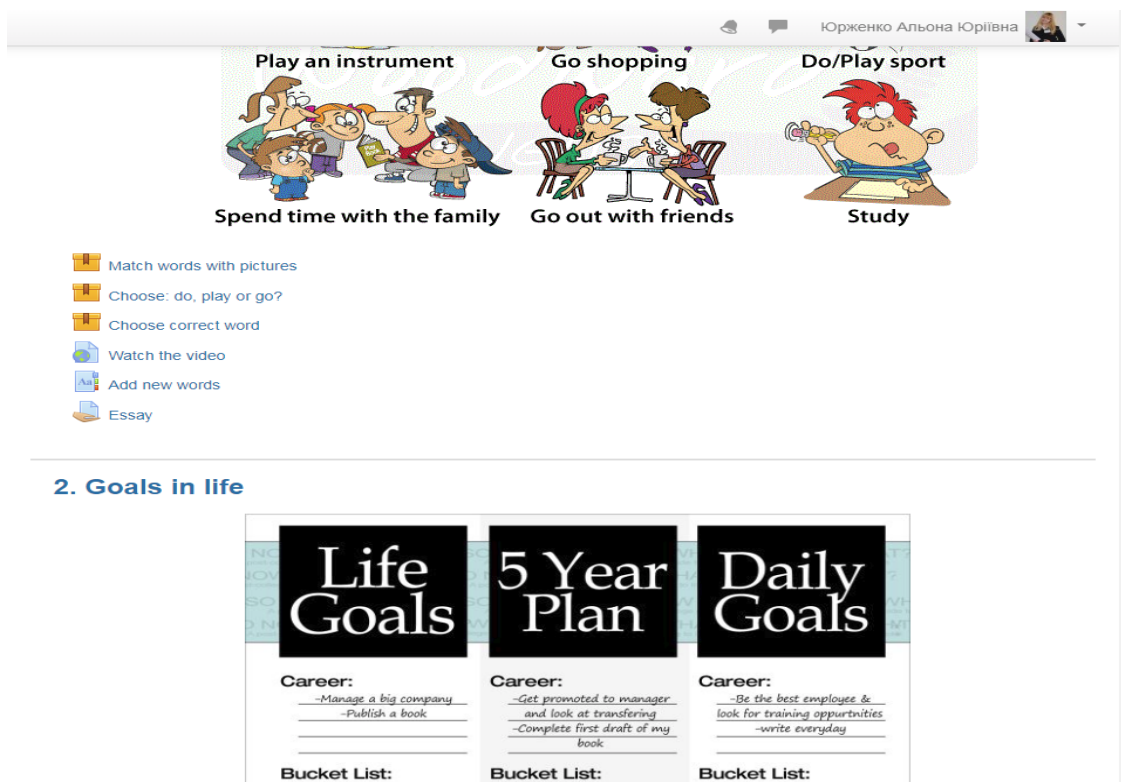 Юрженко Альона Юріївна
Play an instrument Go shopping Do/Play sport
Spend time with the family Go out with friends Study
Match words with pictures
Choose: do, play or go?
Choose correct word
Watch the video
Add new words
Essay
2. Goals in life
Life Goals
5 Year Plan
Daily Goals
Career:
-Manage a big company
-Publish a book
Career:
-Get promoted to manager
and look at transfering
-Complete first draft of my
book
Career:
-Be the best employee &
look for training oppurtnities
-write everyday
Bucket List: Bucket List: Bucket List: